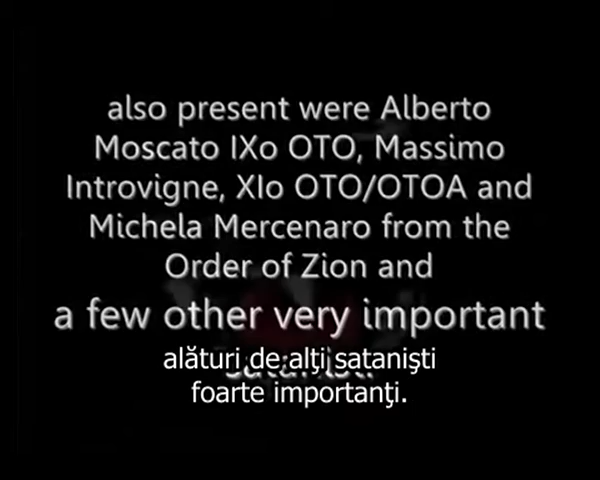 also present were Alberto
Moscato IXo OTO, Massimo
Introvigne, XIo OTO/OTOA and
Michela Mercenaro from the
Order of Zion and
a few other very important
alături de alţi satanişti
foarte importanţi.